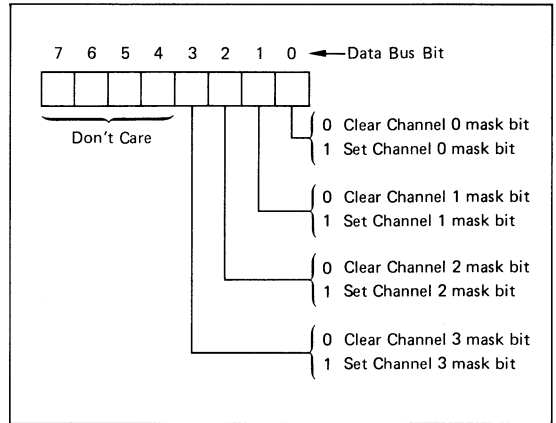 7 6 5 4 3 2 1 0 Data Bus Bit
Don't Care
0 Clear Channel 0 mask bit
1 Set Channel 0 mask bit
0 Clear Channel 1 mask bit
1 Set Channel 1 mask bit
0 Clear Channel 2 mask bit
1 Set Channel 2 mask bit
0 Clear Channel 3 mask bit
1 Set Channel 3 mask bit